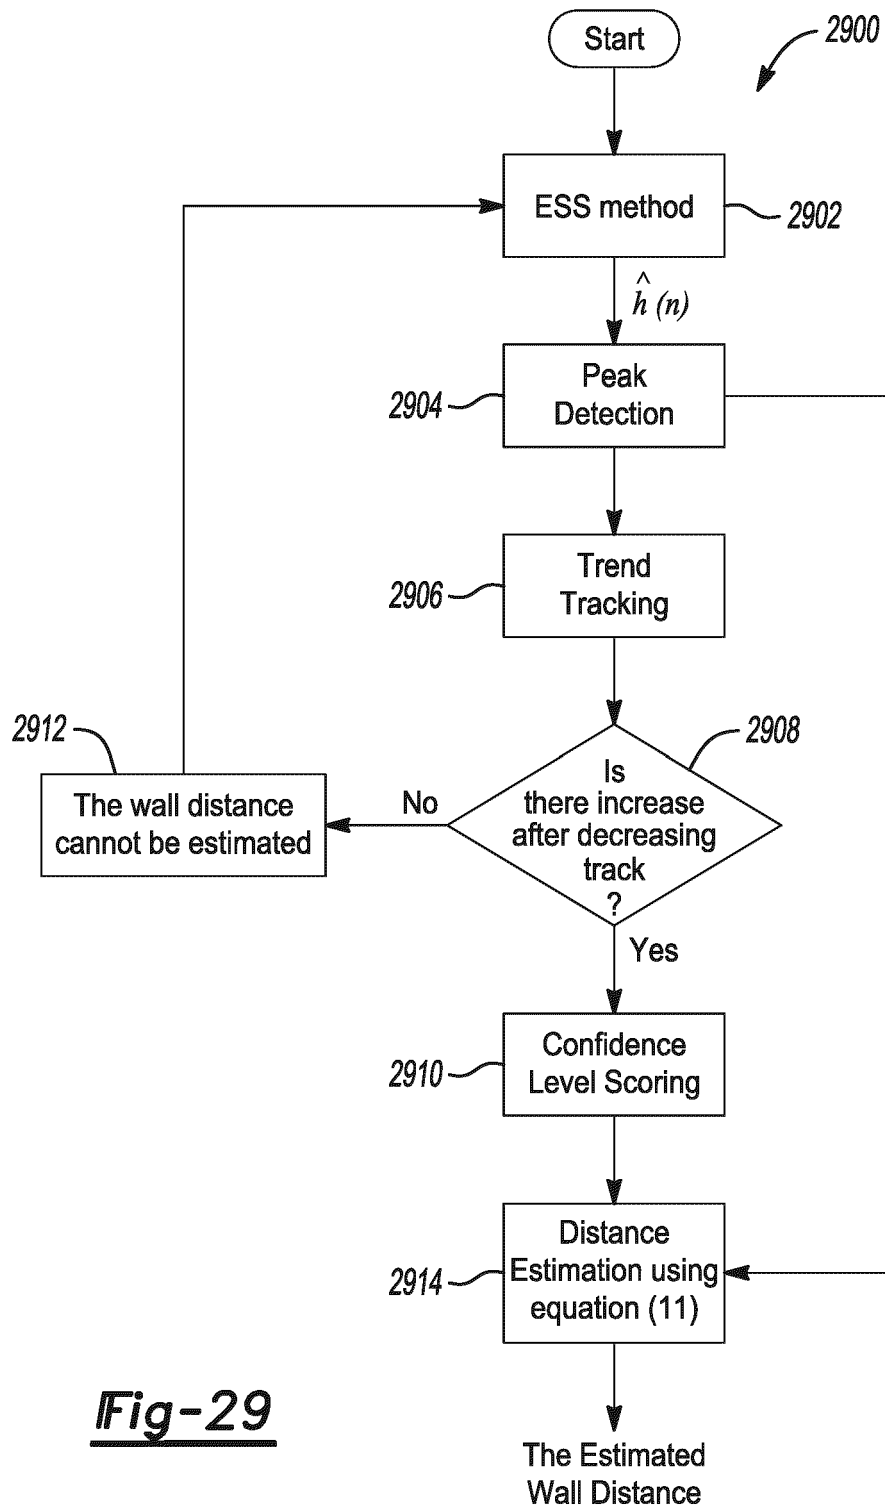 Start
2900
ESS method
2902
ĥ (n)
Peak
Detection
2904
Trend
Tracking
2906
2912
2908
The wall distance
cannot be estimated
No
Is
there increase
after decreasing
track
?
Yes
Confidence
Level Scoring
2910
Distance
Estimation using
equation (11)
2914
Fig-29
The Estimated
Wall Distance